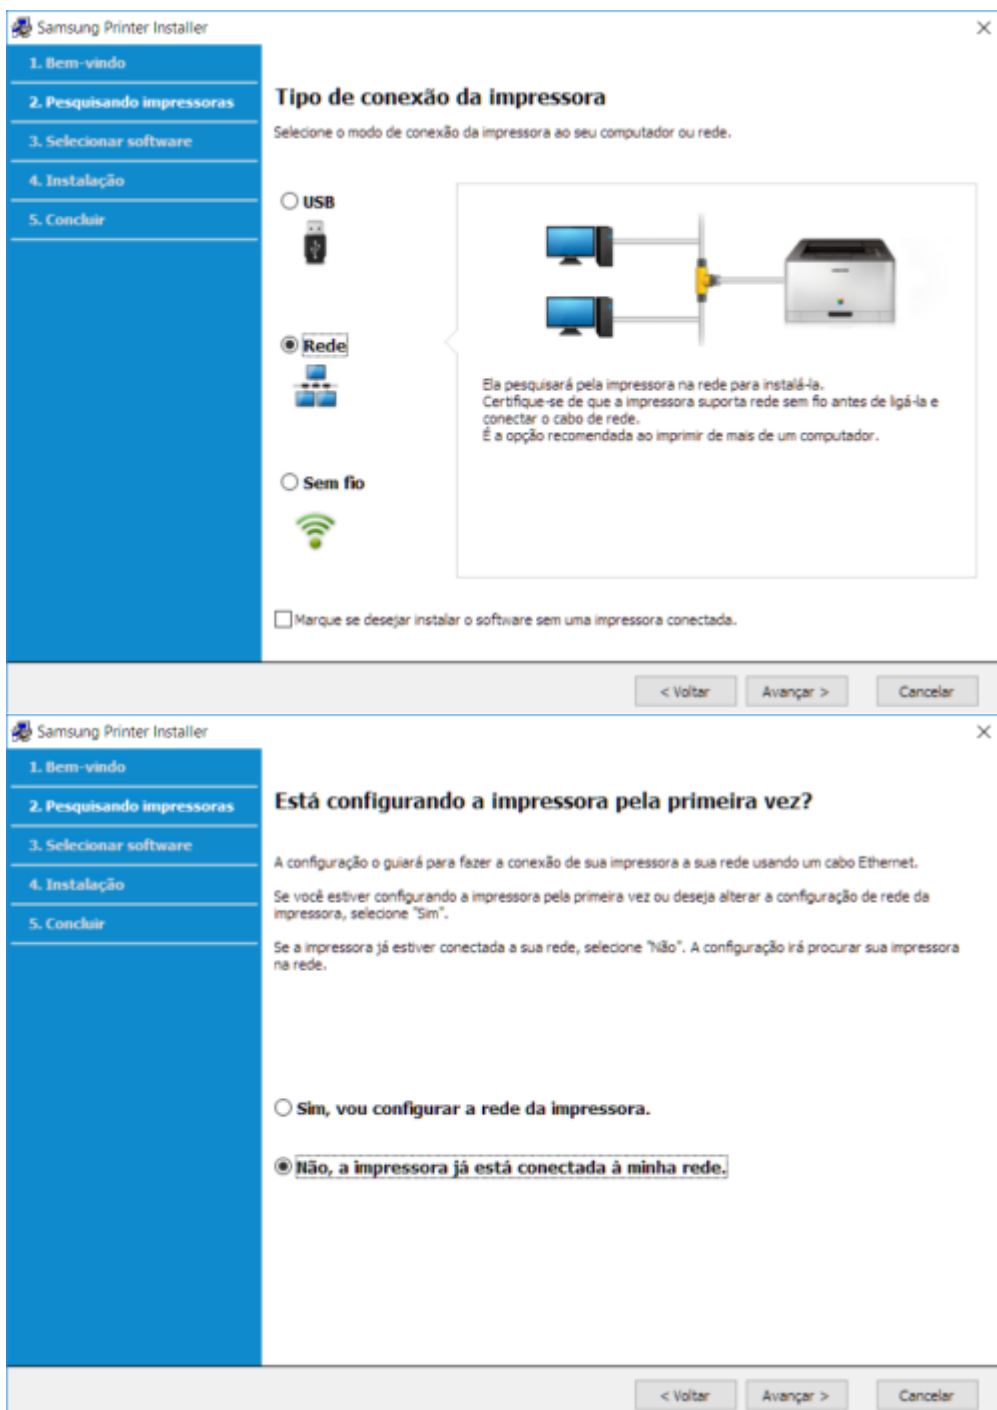 Samsung Printer Installer
1. Bem-vindo
2. Pesquisando impressoras
3. Selecionar software
4. Instalação
5. Concluir
Tipo de conexão da impressora
Selecione o modo de conexão da impressora ao seu computador ou rede.
USB
Rede
Sem fio
Ela pesquisará pela impressora na rede para instalá-la.
Certifique-se de que a impressora suporta rede sem fio antes de ligá-la e
conectar o cabo de rede.
É a opção recomendada ao imprimir de mais de um computador.
Marque se desejar instalar o software sem uma impressora conectada.
< Voltar
Avançar >
Cancelar
Samsung Printer Installer
1. Bem-vindo
2. Pesquisando impressoras
3. Selecionar software
4. Instalação
5. Concluir
Está configurando a impressora pela primeira vez?
A configuração o guiará para fazer a conexão de sua impressora a sua rede usando um cabo Ethernet.
Se você estiver configurando a impressora pela primeira vez ou deseja alterar a configuração de rede da
impressora, selecione "Sim".
Se a impressora já estiver conectada a sua rede, selecione "Não". A configuração irá procurar sua impressora
na rede.
Sim, vou configurar a rede da impressora.
Não, a impressora já está conectada à minha rede.
< Voltar
Avançar >
Cancelar